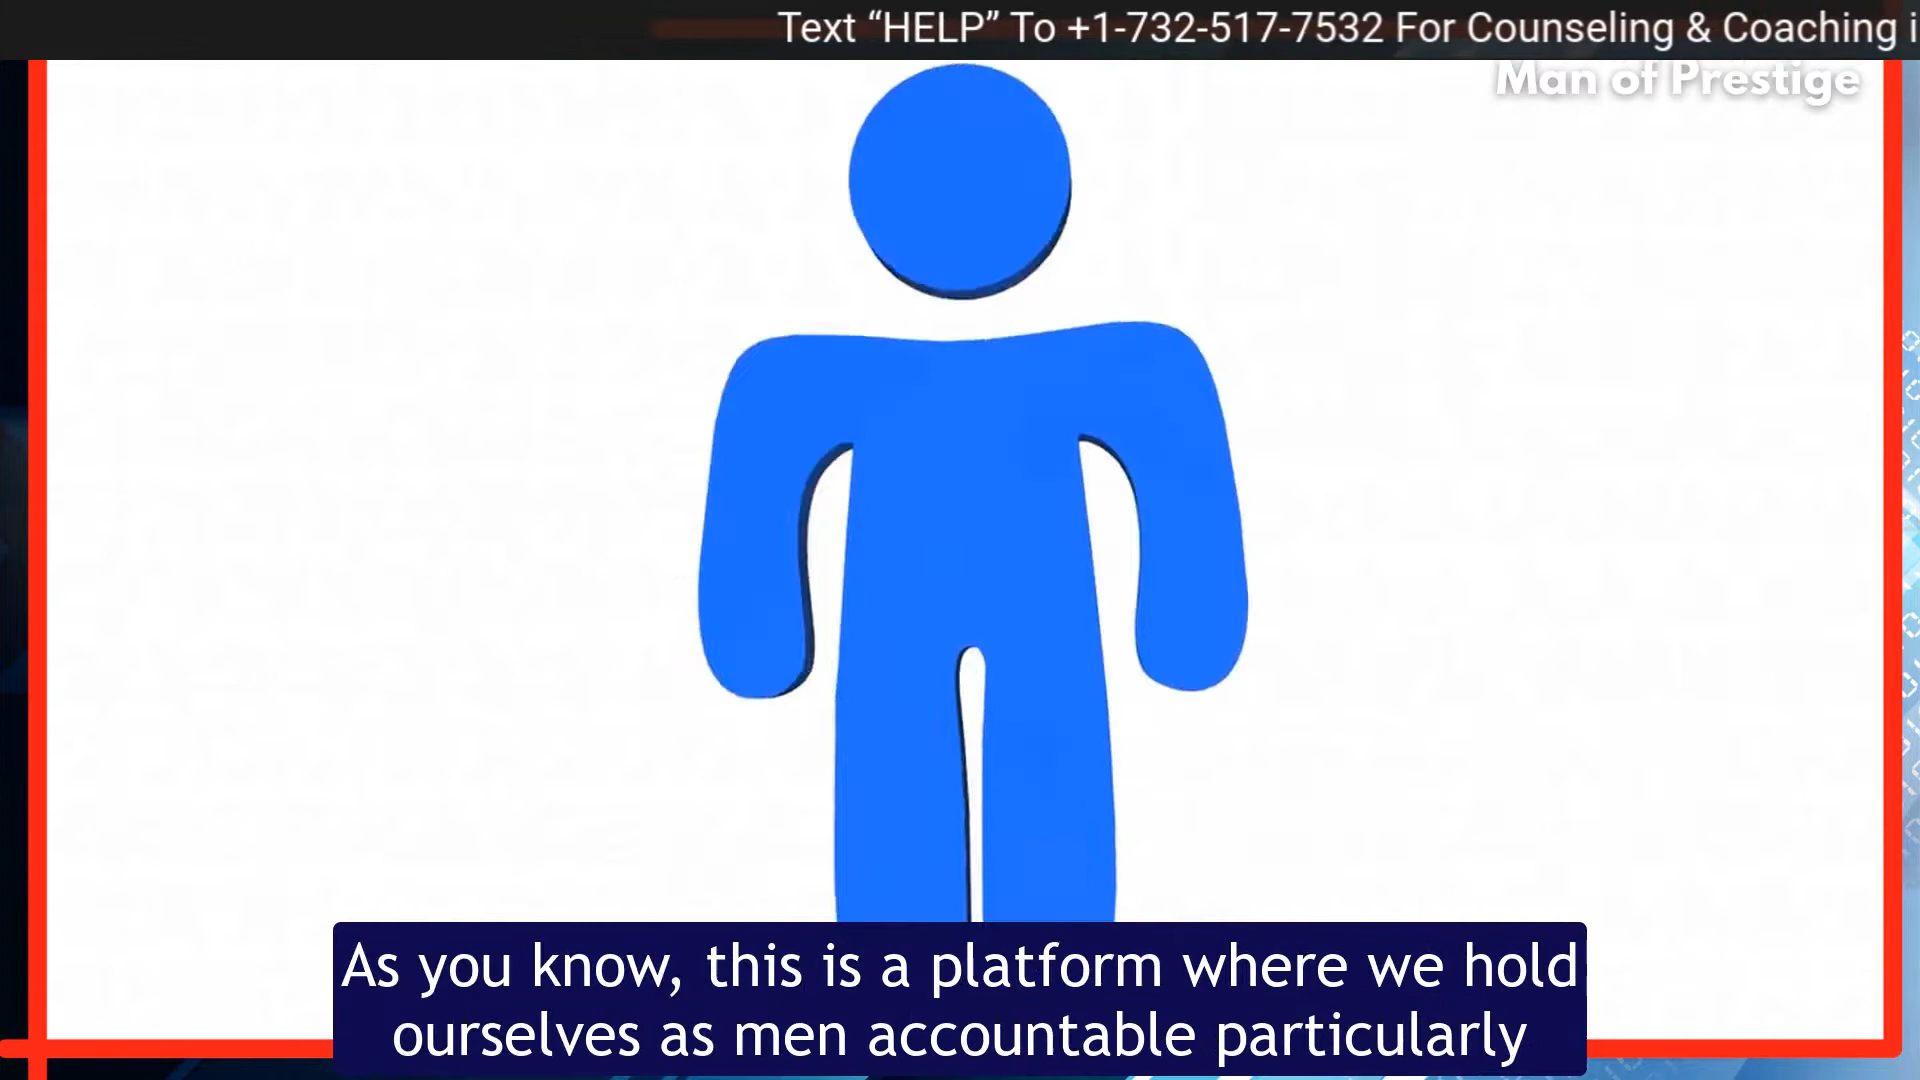 Text “HELP” To +1-732-517-7532 For Counseling & Coaching i
Man of Prestige
As you know, this is a platform where we hold
ourselves as men accountable particularly